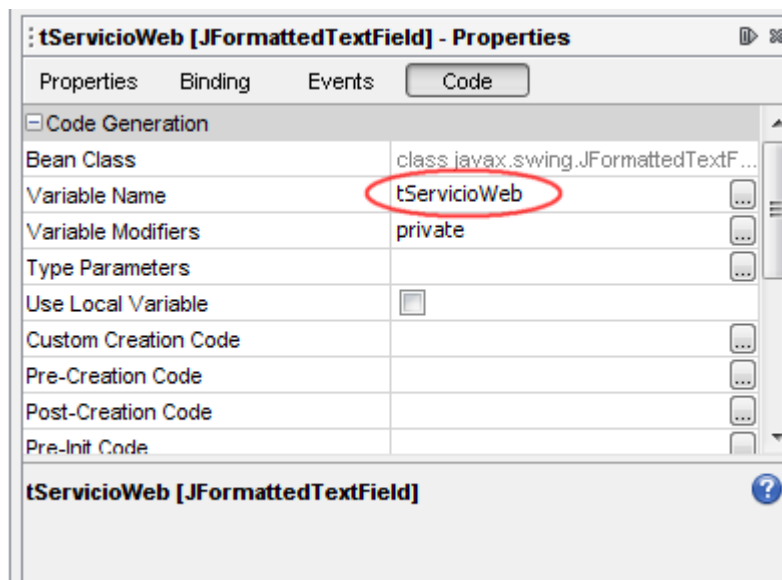 tServicioWeb [JFormattedTextField] - Properties
Properties Binding Events Code
Code Generation
Bean Class class javax.swing.JFormattedTextF...
Variable Name tServicioWeb ...
Variable Modifiers private ...
Type Parameters ...
Use Local Variable
Custom Creation Code ...
Pre-Creation Code ...
Post-Creation Code ...
Pre-Init Code
tServicioWeb [JFormattedTextField] ?